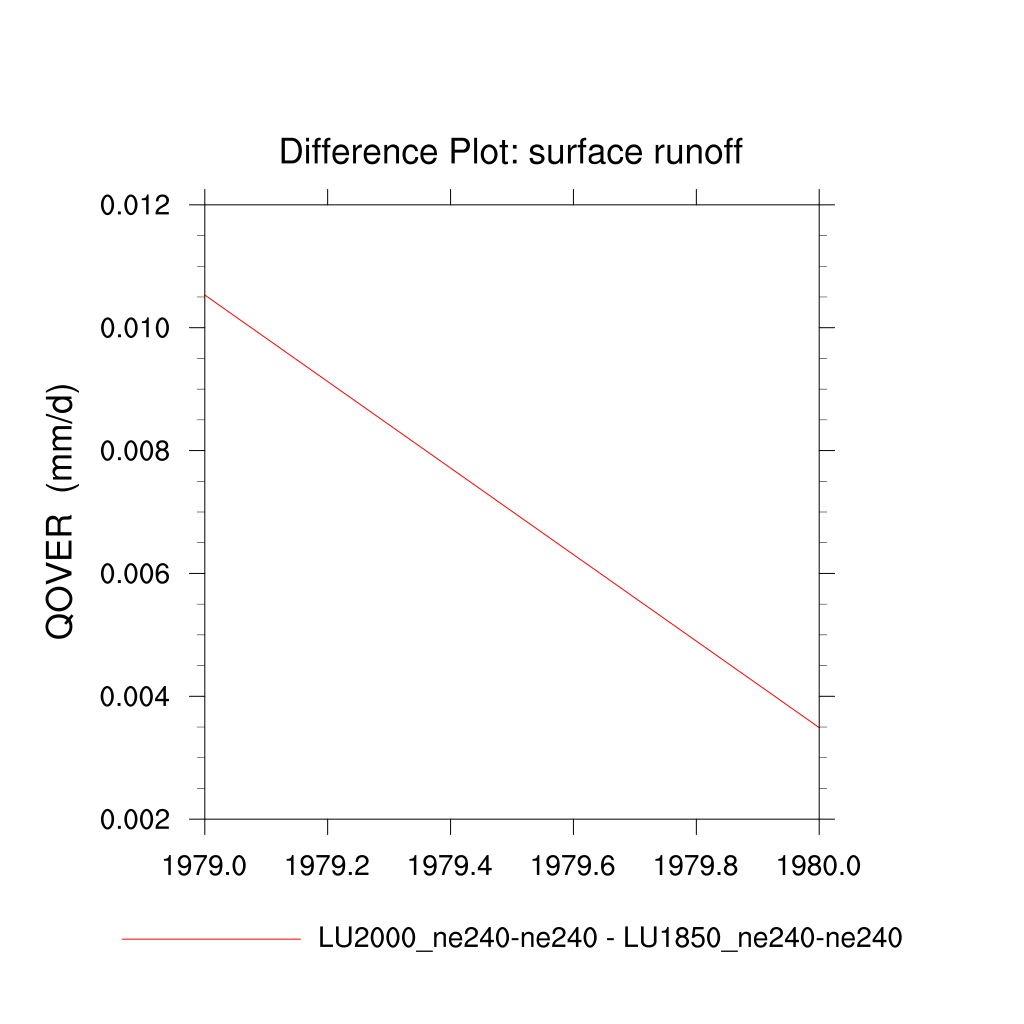 Difference Plot: surface runoff
0.012
0.010
0.008
0.006
0.004
0.002
QOVER (mm/d)
1979.0 1979.2 1979.4 1979.6 1979.8 1980.0
LU2000_ne240-ne240 - LU1850_ne240-ne240